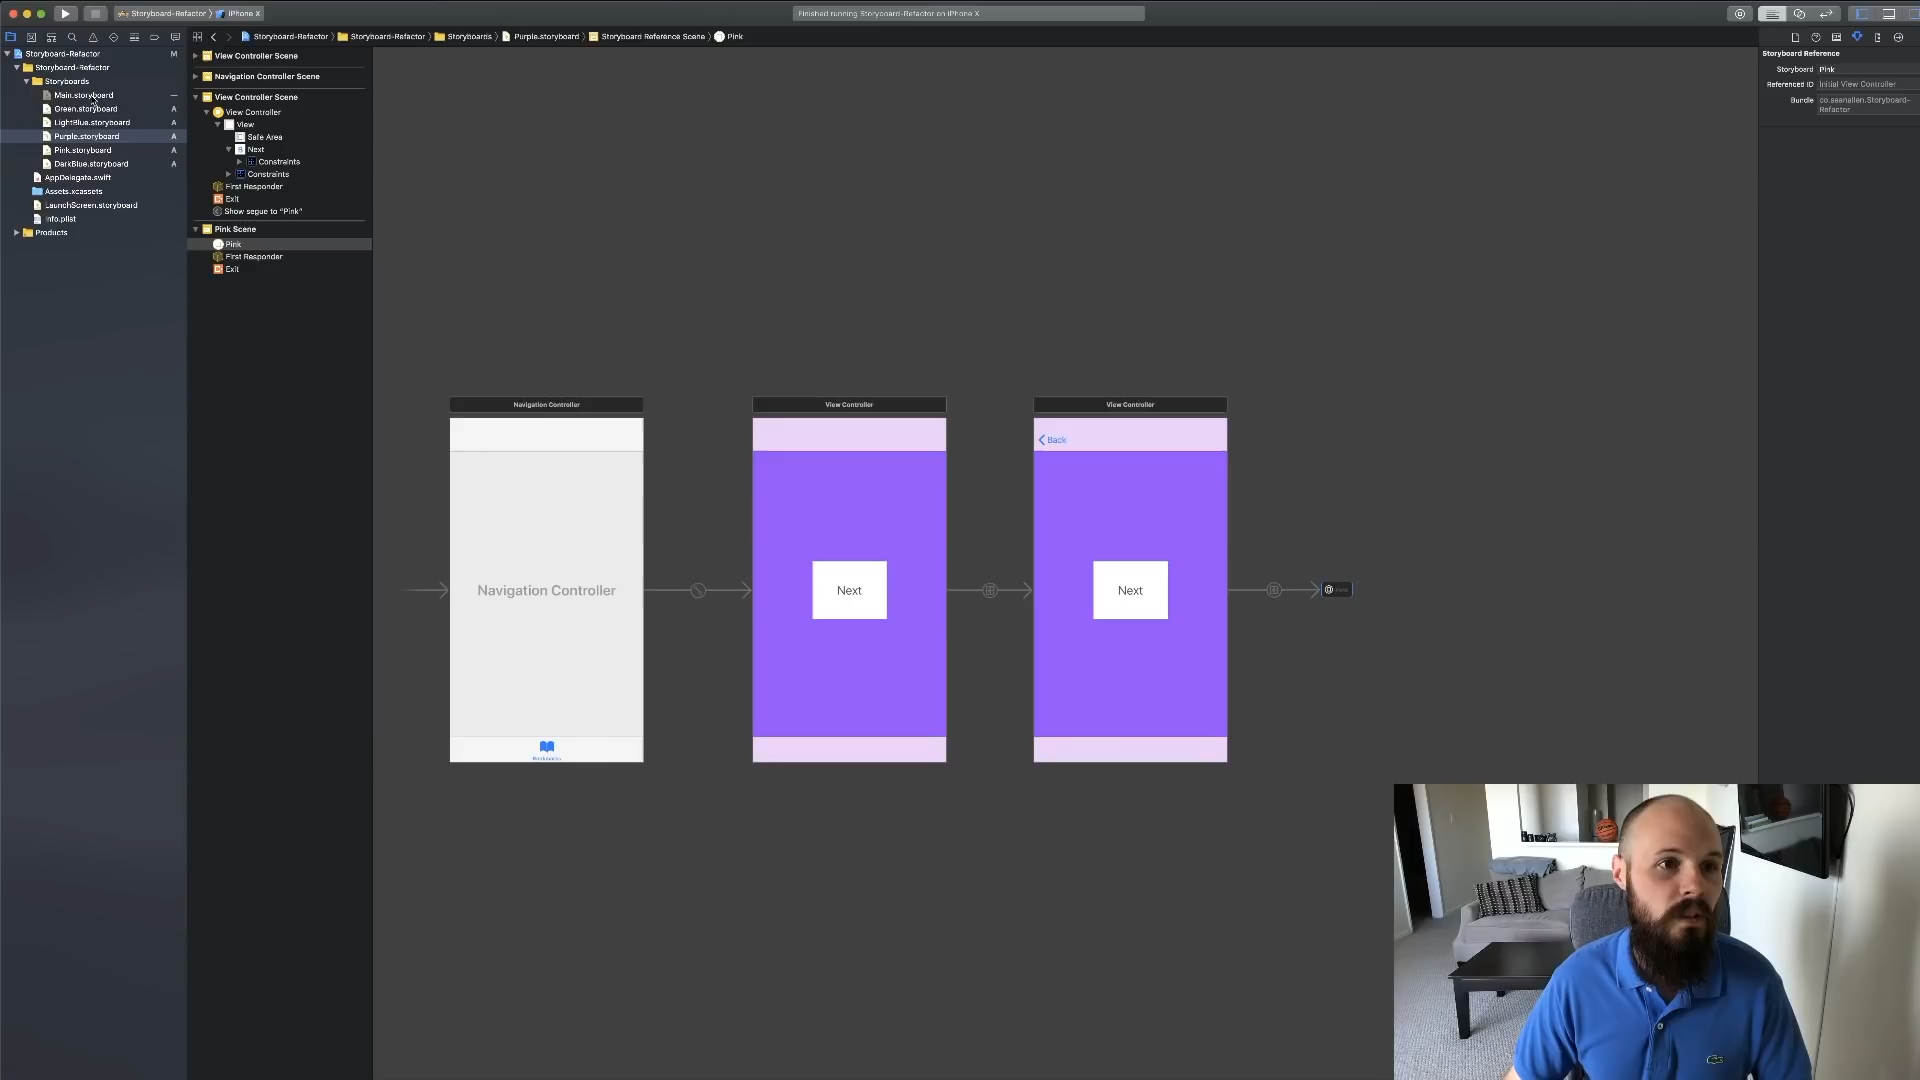 Storyboard-Refactor
iPhone X
Finished running Storyboard-Refactor on iPhone X
Storyboard-Refactor
Storyboard-Refactor
Storyboards
Purple.storyboard
Storyboard Reference Scene
Pink
Storyboard-Refactor
M
Storyboard-Refactor
Storyboards
Main.storyboard
Green.storyboard
A
LightBlue.storyboard
A
Purple.storyboard
A
Pink.storyboard
A
DarkBlue.storyboard
A
AppDelegate.swift
Assets.xcassets
LaunchScreen.storyboard
Info.plist
Products
View Controller Scene
Navigation Controller Scene
View Controller Scene
View Controller
View
Safe Area
Next
Constraints
Constraints
First Responder
Exit
Show segue to "Pink"
Pink Scene
Pink
First Responder
Exit
Navigation Controller
Navigation Controller
Bookmarks
View Controller
Next
View Controller
Back
Next
Pink
Storyboard Reference
Storyboard
Pink
Referenced ID
Initial View Controller
Bundle
co.seanallen.Storyboard-
Refactor